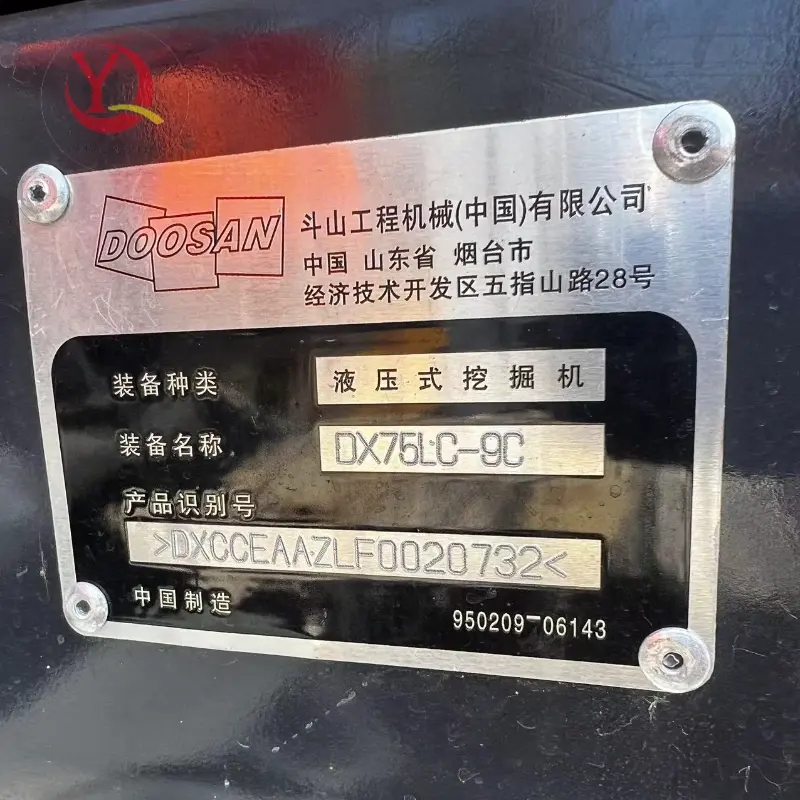 DOOSAN
斗山工程机械(中国)有限公司
中国 山东省 烟台市
经济技术开发区五指山路28号
装备种类 液压式挖掘机
装备名称 DX75LC-9C
产品识别号
>DXCCEAAZLF0020732<
中国制造
950209-06143